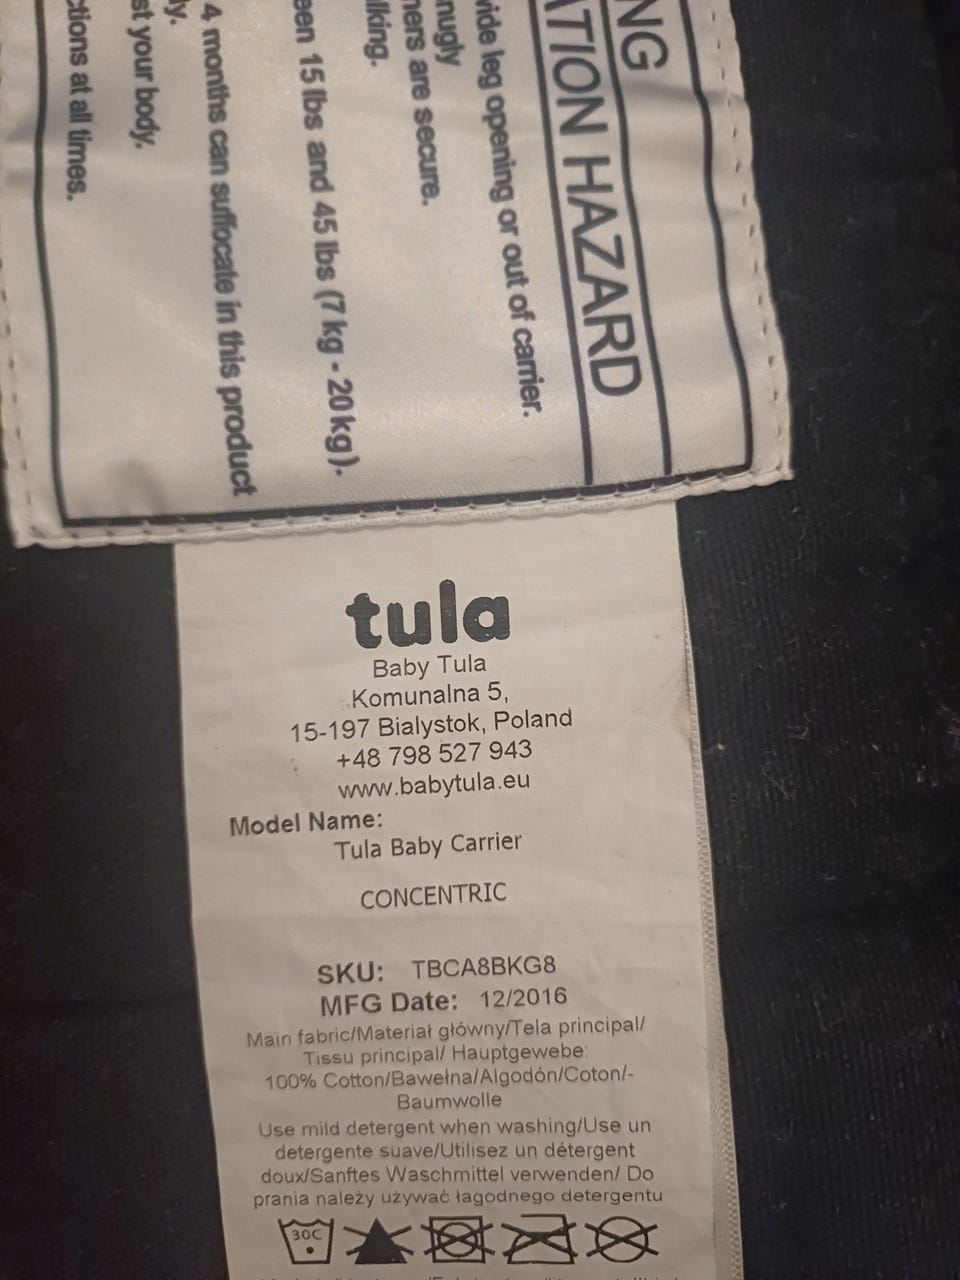 NG
ATION HAZARD
wide leg opening or out of carrier.
snugly
ners are secure.
lking.
een 15 lbs and 45 lbs (7 kg - 20 kg).
4 months can suffocate in this product
ly.
st your body.
ctions at all times.
tula
Baby Tula
Komunalna 5,
15-197 Bialystok, Poland
+48 798 527 943
www.babytula.eu
Model Name:
Tula Baby Carrier
CONCENTRIC
SKU: TBCA8BKG8
MFG Date: 12/2016
Main fabric/Materiał główny/Tela principal/
Tissu principal/ Hauptgewebe:
100% Cotton/Bawełna/Algodón/Coton/-
Baumwolle
Use mild detergent when washing/Use un
detergente suave/Utilisez un détergent
doux/Sanftes Waschmittel verwenden/ Do
prania należy używać łagodnego detergentu
30C